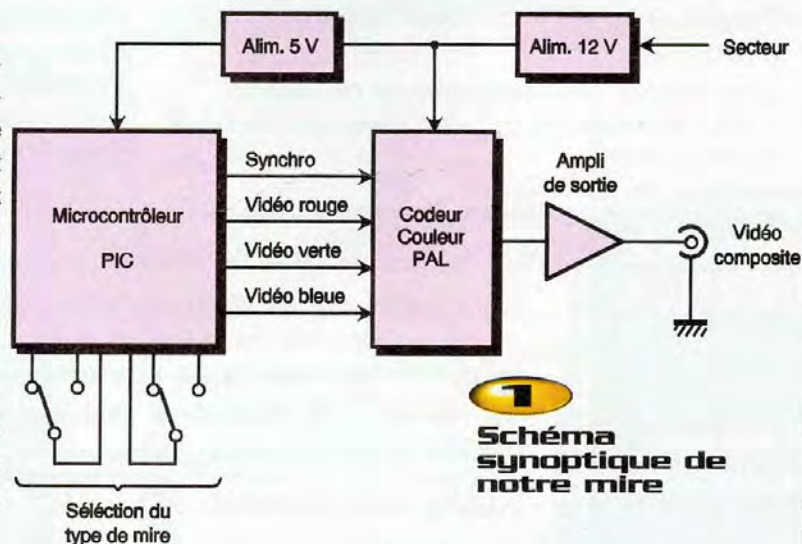 Alim. 5 V
Alim. 12 V
Secteur
Microcontrôleur
PIC
Synchro
Vidéo rouge
Vidéo verte
Vidéo bleue
Codeur
Couleur
PAL
Ampli
de sortie
Vidéo
composite
Séléction du
type de mire
1
Schéma
synoptique de
notre mire